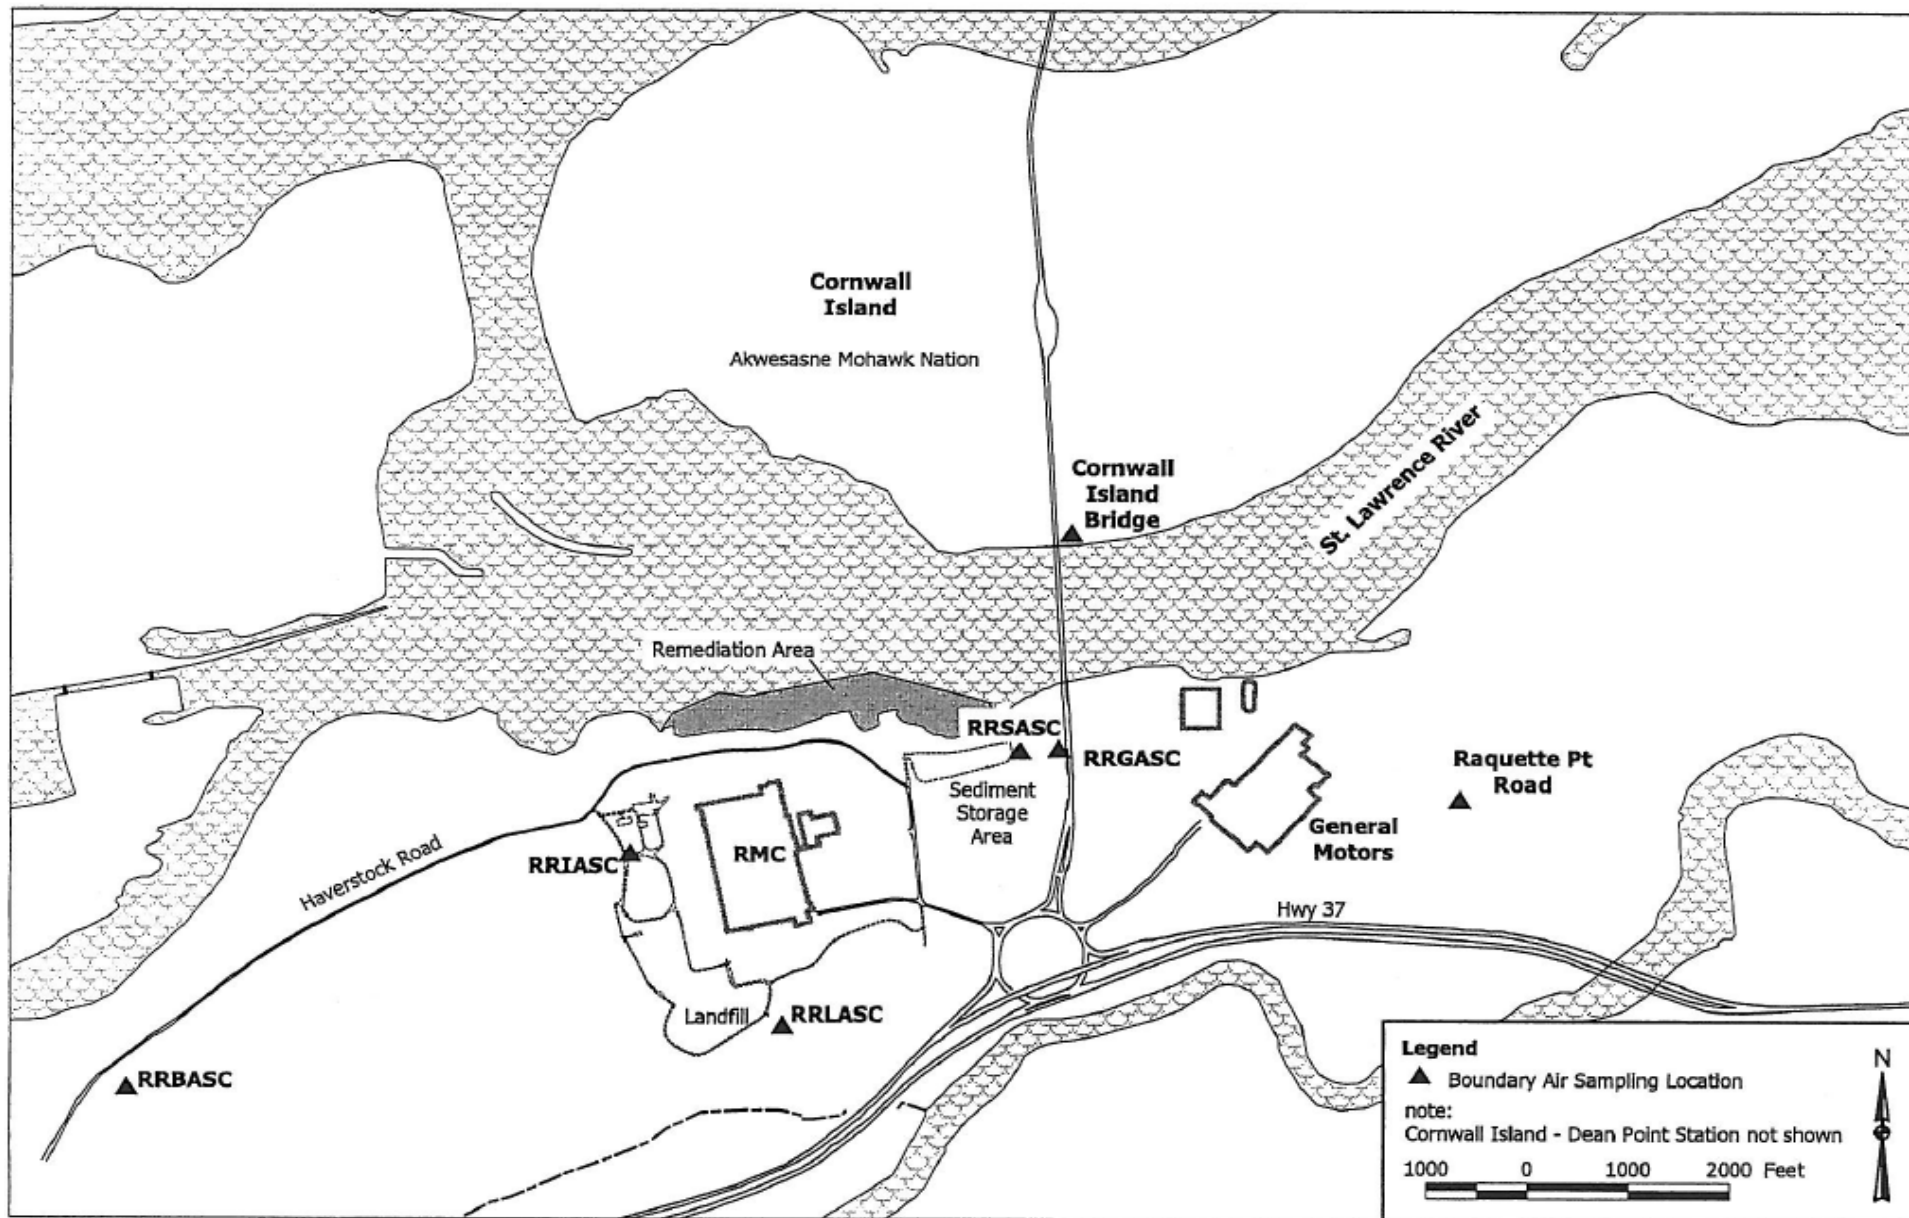 Cornwall
Island
Akwesasne Mohawk Nation
Cornwall
Island
Bridge
St. Lawrence River
Remediation Area
RRSASC
RRGASC
Raquette Pt
Road
Sediment
Storage
Area
General
Motors
RMC
RRIASC
Haverstock Road
Hwy 37
Landfill
RRLASC
RRBASC
Legend
Boundary Air Sampling Location
note:
Cornwall Island - Dean Point Station not shown
1000 0 1000 2000 Feet
N